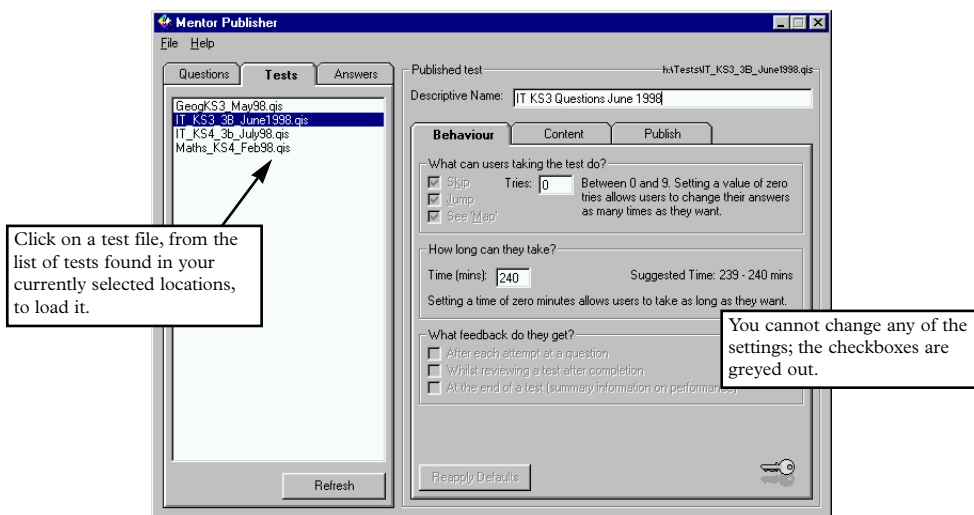 Mentor Publisher
File Help
Questions
Tests
Answers
GeogKS3_May98.qis
IT_KS3_3B_June1998.qis
IT_KS4_3b_July98.qis
Maths_KS4_Feb98.qis
Refresh
Click on a test file, from the
list of tests found in your
currently selected locations,
to load it.
Published test
h:\Tests\IT_KS3_3B_June1998.qis
Descriptive Name: IT KS3 Questions June 1998
Behaviour
Content
Publish
What can users taking the test do?
Skip
Jump
See 'Map'
Tries: 0
Between 0 and 9. Setting a value of zero
tries allows users to change their answers
as many times as they want.
How long can they take?
Time (mins): 240
Suggested Time: 239 - 240 mins
Setting a time of zero minutes allows users to take as long as they want.
What feedback do they get?
After each attempt at a question
Whilst reviewing a test after completion
At the end of a test (summary information on performance)
Reapply Defaults
You cannot change any of the
settings; the checkboxes are
greyed out.